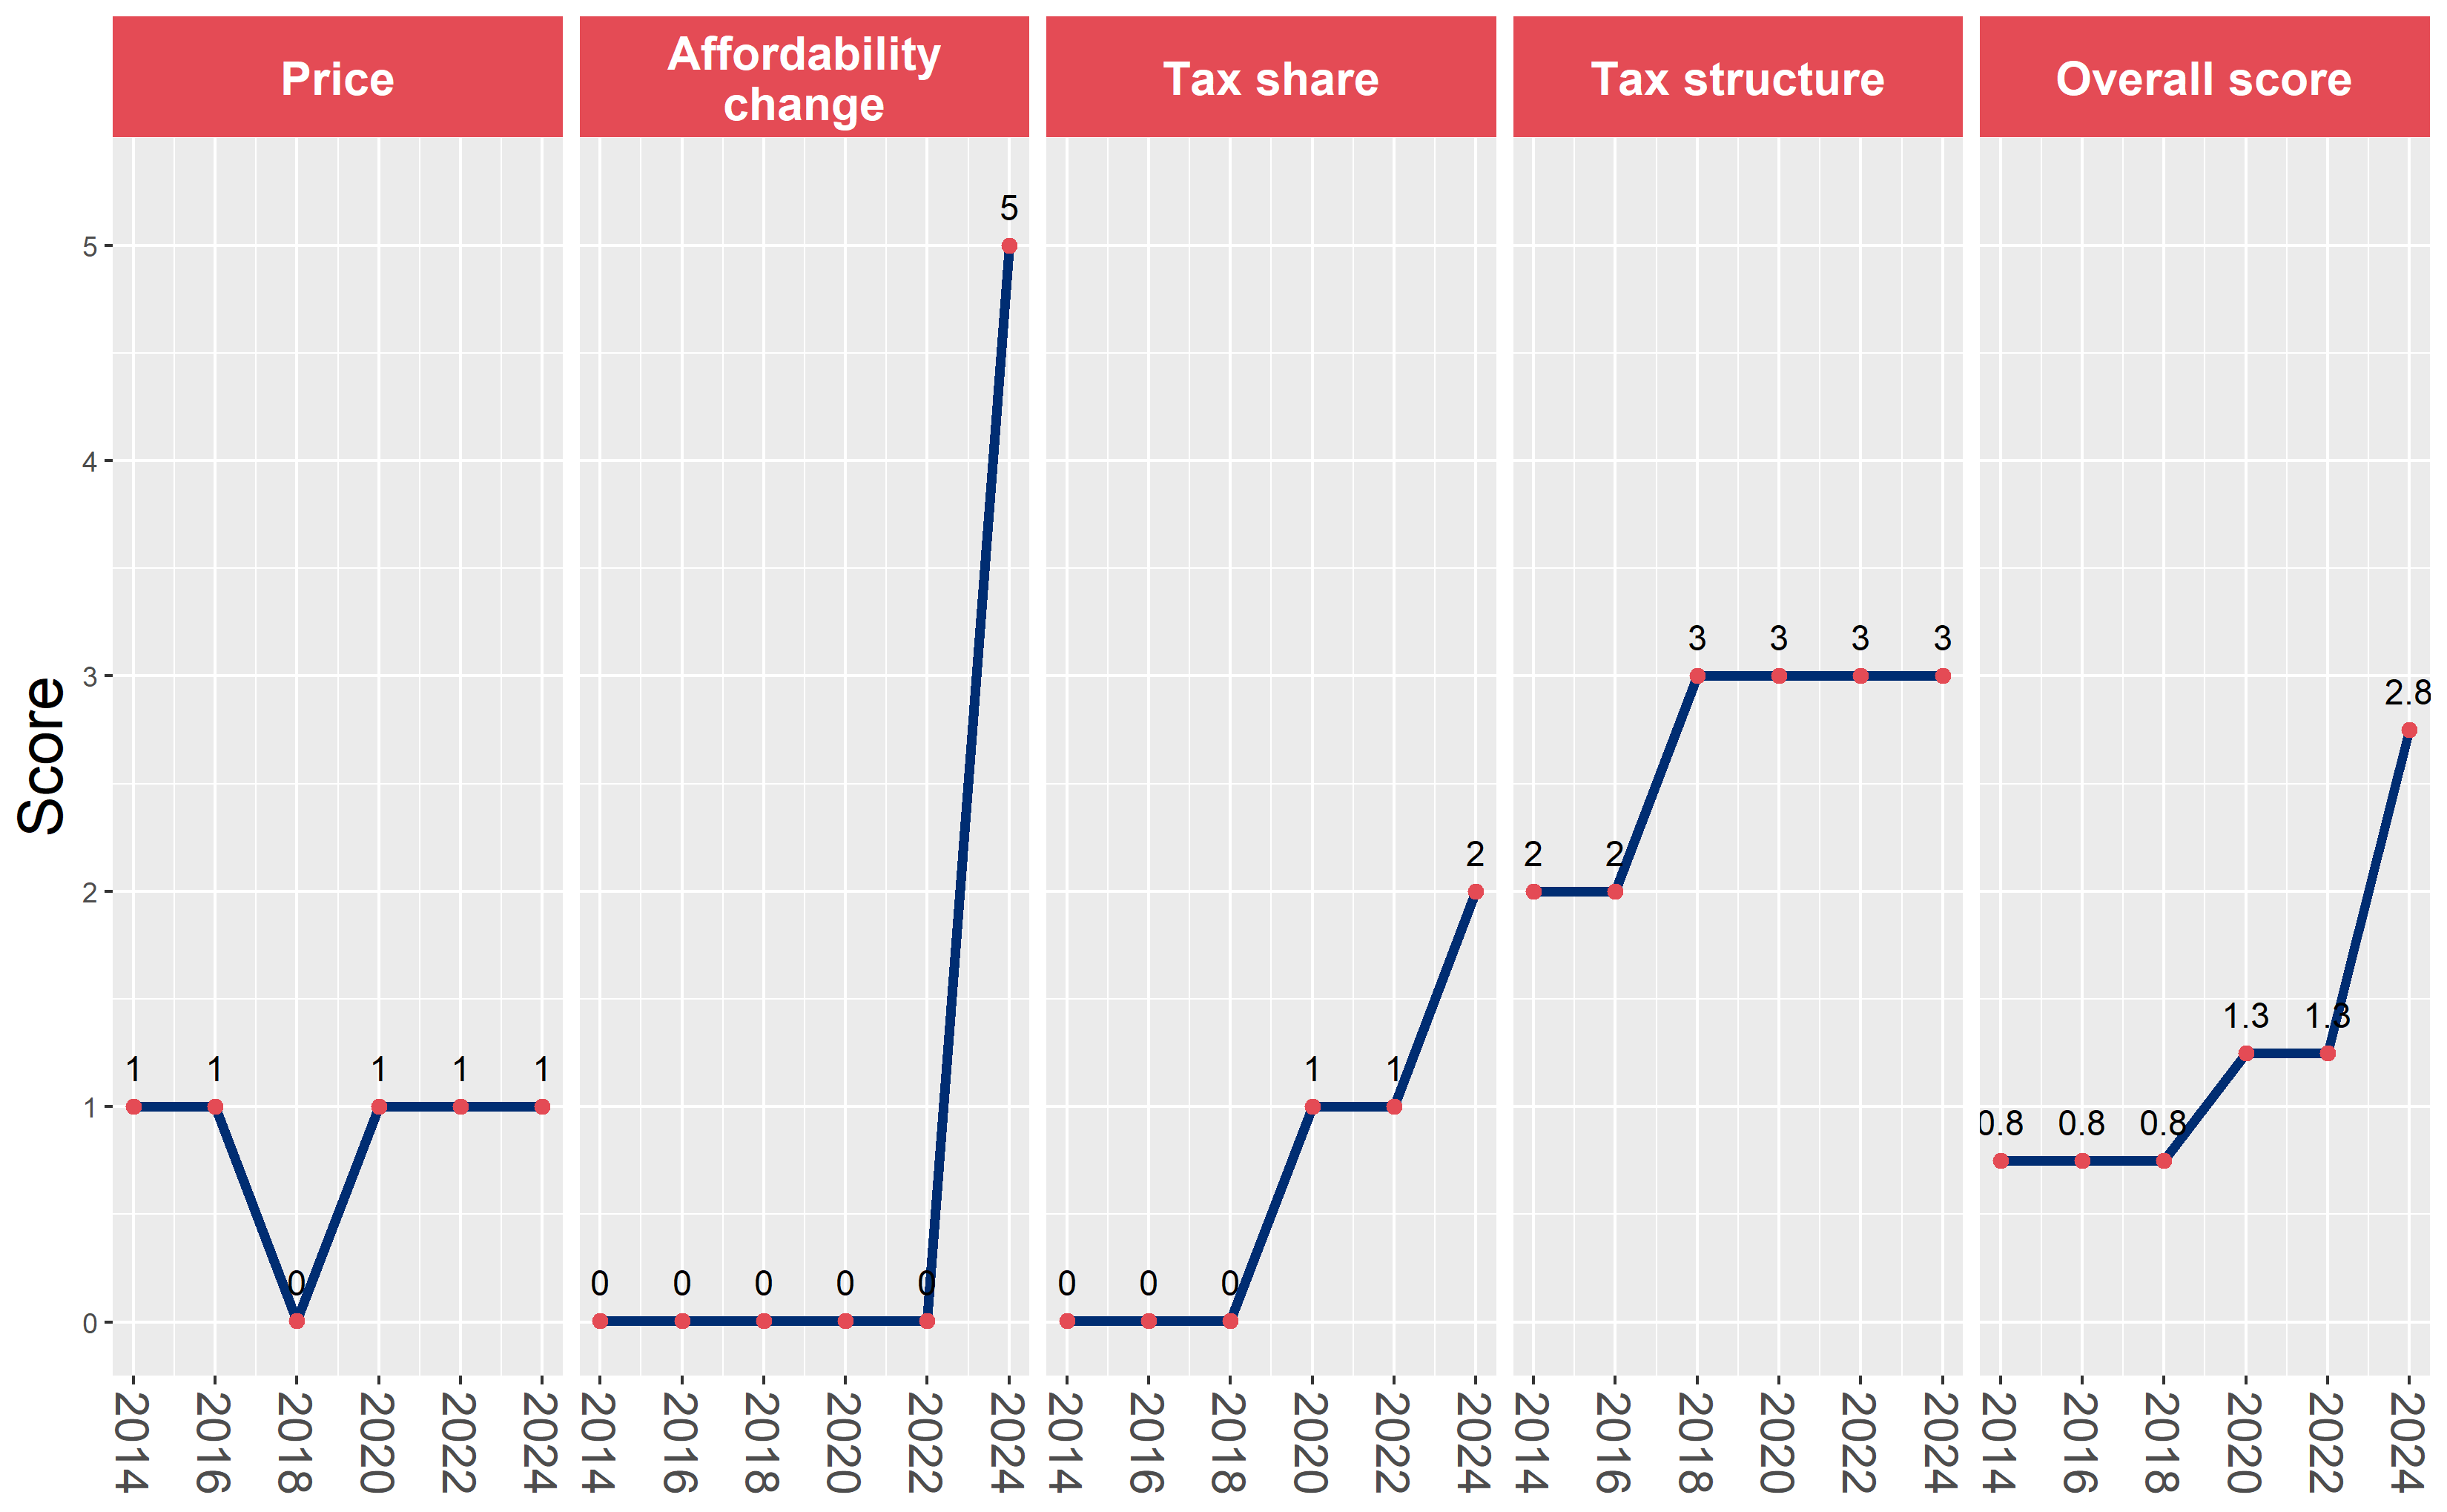 Price
Affordability
change
Tax share
Tax structure
Overall score
Score
5
4
3
2
1
0
1 1 0 1 1 1
0 0 0 0 0 5
0 0 0 1 1 2
2 2 3 3 3 3
0.8 0.8 0.8 1.3 1.3 2.8
2014 2016 2018 2020 2022 2024
2014 2016 2018 2020 2022 2024
2014 2016 2018 2020 2022 2024
2014 2016 2018 2020 2022 2024
2014 2016 2018 2020 2022 2024